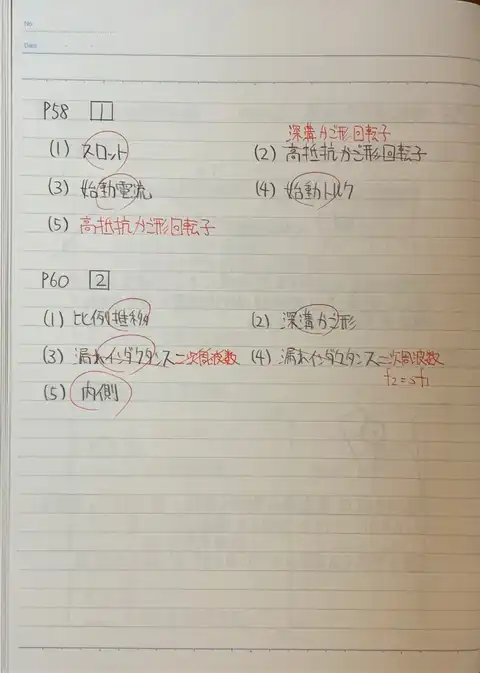 No.
Date
P58 1
深溝かご形回転子
(1) スロット (2) 高抵抗かご形回転子
(3) 始動電流 (4) 始動トルク
(5) 高抵抗かご形回転子
P60 2
(1) 比例推移 (2) 深溝かご形
(3) 漏れインダクタンス二次周波数 (4) 漏れインダクタンス二次周波数
f2=sf1
(5) 内側